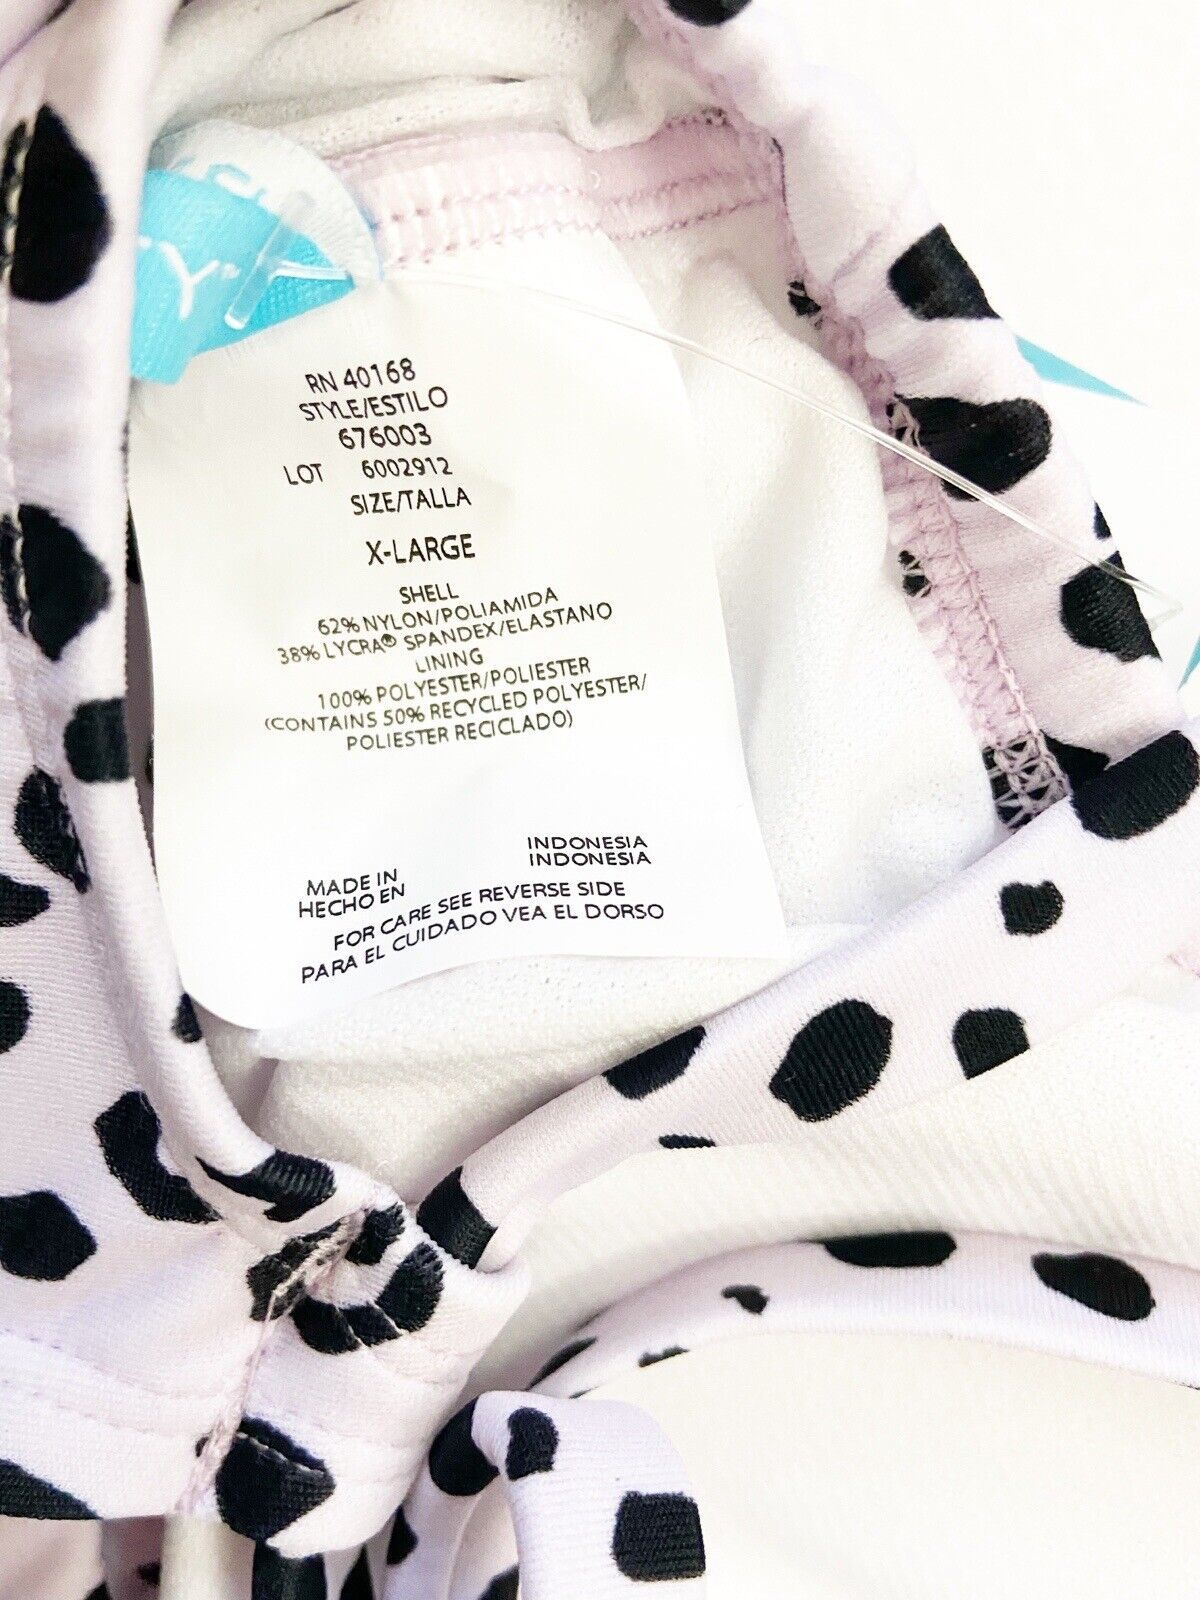 Y™
RN 40168
STYLE/ESTILO
676003
LOT 6002912
SIZE/TALLA
X-LARGE
SHELL
62% NYLON/POLIAMIDA
38% LYCRA® SPANDEX/ELASTANO
LINING
100% POLYESTER/POLIESTER
(CONTAINS 50% RECYCLED POLYESTER/
POLIESTER RECICLADO)
INDONESIA
INDONESIA
MADE IN
HECHO EN
FOR CARE SEE REVERSE SIDE
PARA EL CUIDADO VEA EL DORSO